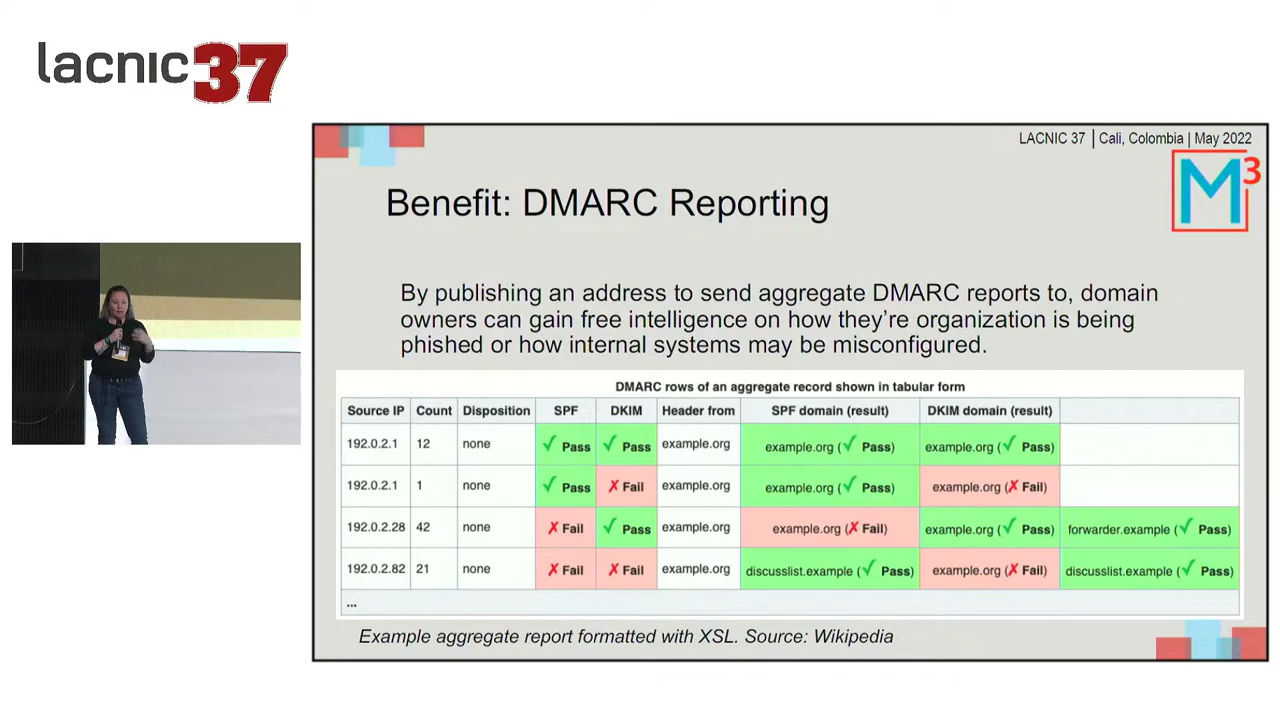 lacnic37
LACNIC 37 | Cali, Colombia | May 2022
M3
Benefit: DMARC Reporting
By publishing an address to send aggregate DMARC reports to, domain
owners can gain free intelligence on how they're organization is being
phished or how internal systems may be misconfigured.
DMARC rows of an aggregate record shown in tabular form
Source IP Count Disposition SPF DKIM Header from SPF domain (result) DKIM domain (result)
192.0.2.1 12 none ✓ Pass ✓ Pass example.org example.org (✓ Pass) example.org (✓ Pass)
192.0.2.1 1 none ✓ Pass ✗ Fail example.org example.org (✓ Pass) example.org (✗ Fail)
192.0.2.28 42 none ✗ Fail ✓ Pass example.org example.org (✗ Fail) example.org (✓ Pass) forwarder.example (✓ Pass)
192.0.2.82 21 none ✗ Fail ✗ Fail example.org discusslist.example (✓ Pass) example.org (✗ Fail) discusslist.example (✓ Pass)
...
Example aggregate report formatted with XSL. Source: Wikipedia